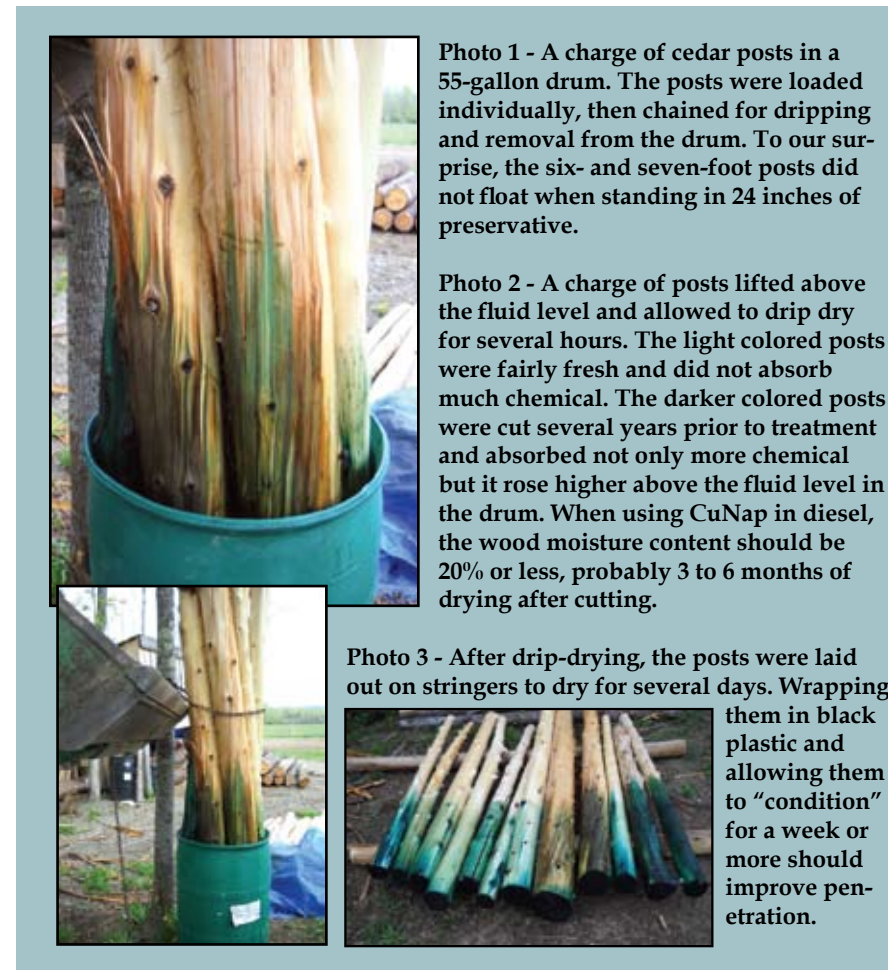 Photo 1 - A charge of cedar posts in a
55-gallon drum. The posts were loaded
individually, then chained for dripping
and removal from the drum. To our sur-
prise, the six- and seven-foot posts did
not float when standing in 24 inches of
preservative.
Photo 2 - A charge of posts lifted above
the fluid level and allowed to drip dry
for several hours. The light colored posts
were fairly fresh and did not absorb
much chemical. The darker colored posts
were cut several years prior to treatment
and absorbed not only more chemical
but it rose higher above the fluid level in
the drum. When using CuNap in diesel,
the wood moisture content should be
20% or less, probably 3 to 6 months of
drying after cutting.
Photo 3 - After drip-drying, the posts were laid
out on stringers to dry for several days. Wrapping
them in black
plastic and
allowing them
to “condition”
for a week or
more should
improve pen-
etration.